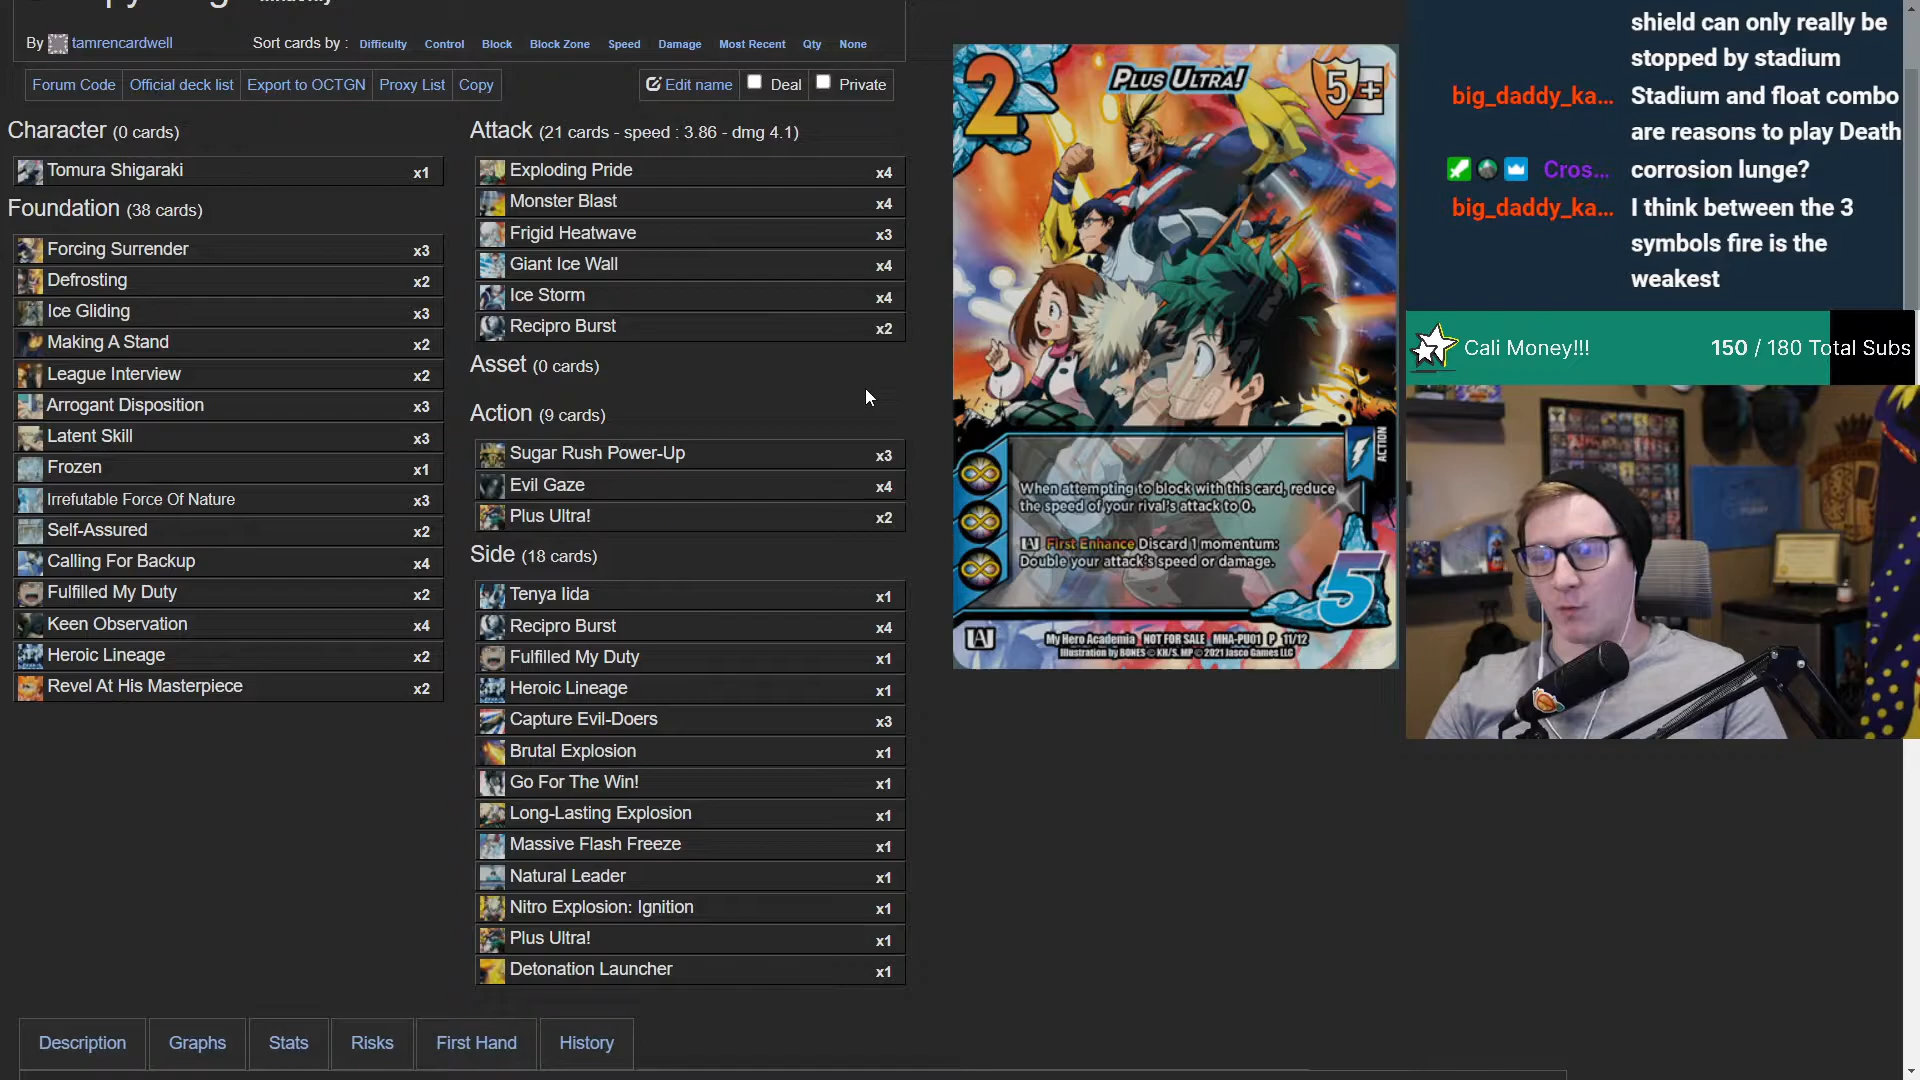 By tamrencardwell Sort cards by : Difficulty Control Block Block Zone Speed Damage Most Recent Qty None
Forum Code Official deck list Export to OCTGN Proxy List Copy Edit name Deal Private
Character (0 cards)
Tomura Shigaraki x1
Foundation (38 cards)
Forcing Surrender x3
Defrosting x2
Ice Gliding x3
Making A Stand x2
League Interview x2
Arrogant Disposition x3
Latent Skill x3
Frozen x1
Irrefutable Force Of Nature x3
Self-Assured x2
Calling For Backup x4
Fulfilled My Duty x2
Keen Observation x4
Heroic Lineage x2
Revel At His Masterpiece x2
Attack (21 cards - speed : 3.86 - dmg 4.1)
Exploding Pride x4
Monster Blast x4
Frigid Heatwave x3
Giant Ice Wall x4
Ice Storm x4
Recipro Burst x2
Asset (0 cards)
Action (9 cards)
Sugar Rush Power-Up x3
Evil Gaze x4
Plus Ultra! x2
Side (18 cards)
Tenya Iida x1
Recipro Burst x4
Fulfilled My Duty x1
Heroic Lineage x1
Capture Evil-Doers x3
Brutal Explosion x1
Go For The Win! x1
Long-Lasting Explosion x1
Massive Flash Freeze x1
Natural Leader x1
Nitro Explosion: Ignition x1
Plus Ultra! x1
Detonation Launcher x1
Description Graphs Stats Risks First Hand History
2 PLUS ULTRA! 5+
ACTION
When attempting to block with this card, reduce
the speed of your rival's attack to 0.
[A] First Enhance Discard 1 momentum:
Double your attack's speed or damage.
5
[A] My Hero Academia NOT FOR SALE MHA-PU01 P 11/12
Illustration by BONES © KH/S. MP © 2021 Jasco Games LLC
shield can only really be
stopped by stadium
big_daddy_ka... Stadium and float combo
are reasons to play Death
Cros... corrosion lunge?
big_daddy_ka... I think between the 3
symbols fire is the
weakest
Cali Money!!! 150 / 180 Total Subs